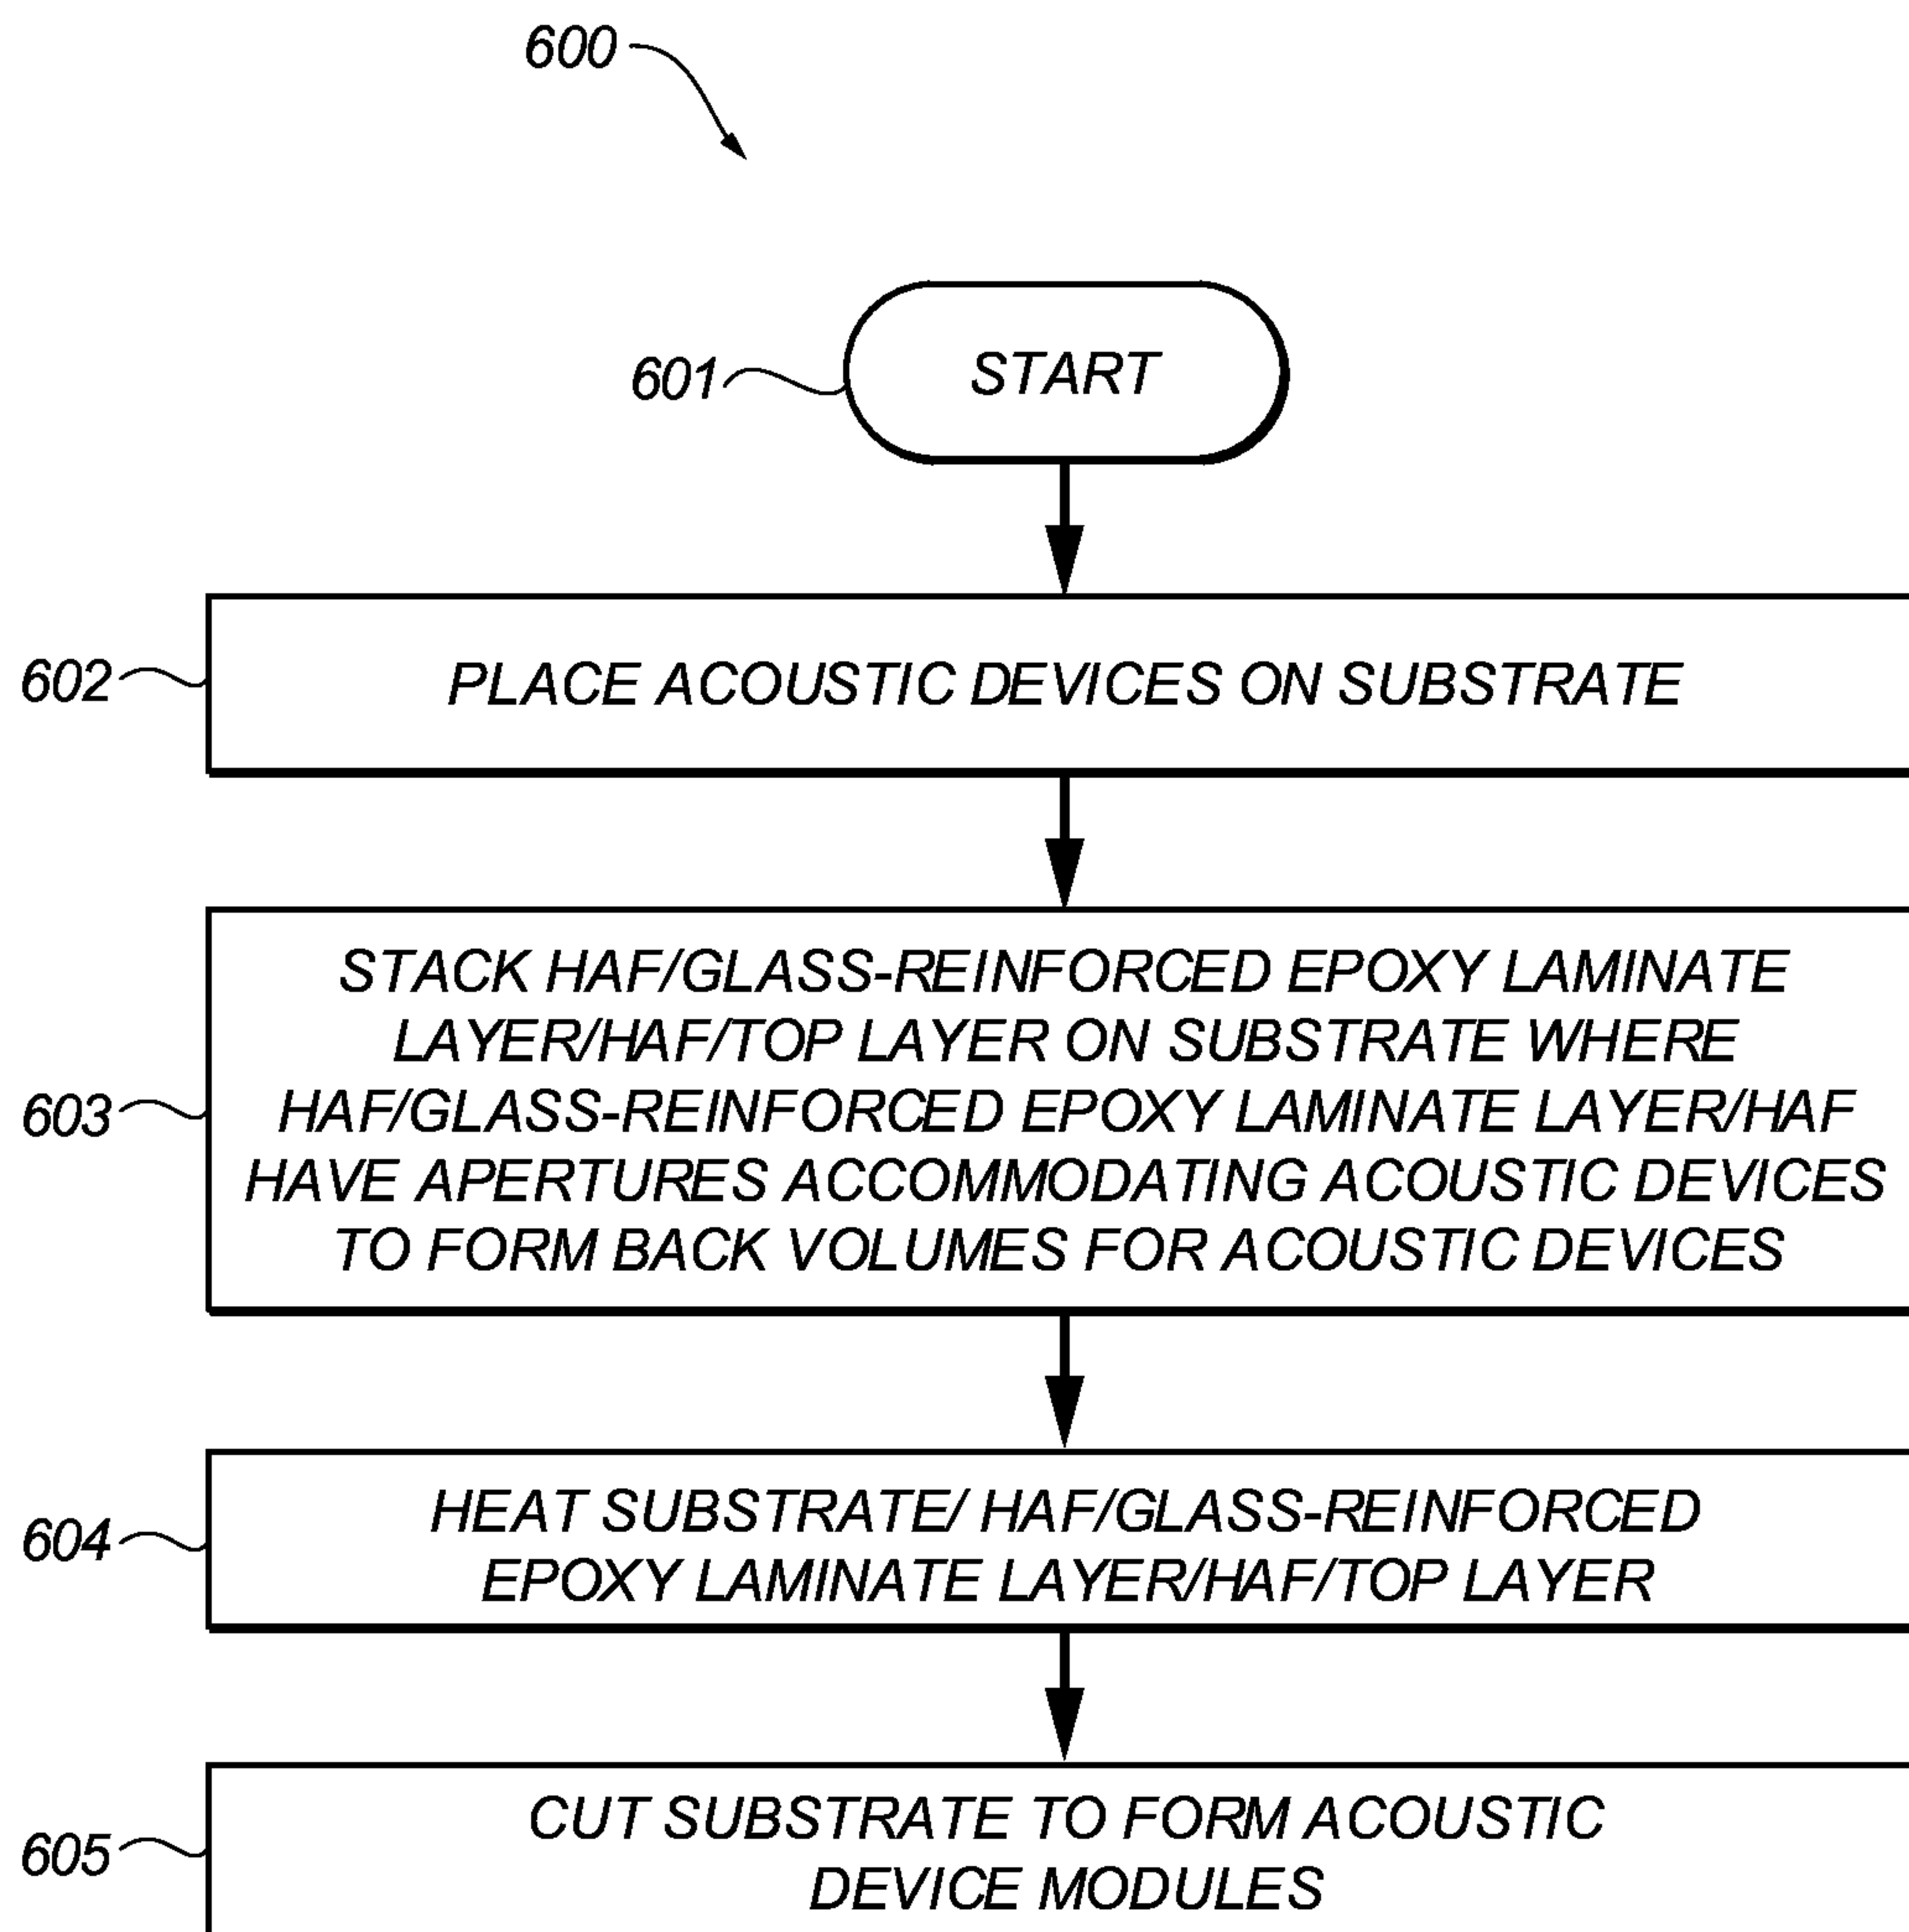 600
601
START
602
PLACE ACOUSTIC DEVICES ON SUBSTRATE
603
STACK HAF/GLASS-REINFORCED EPOXY LAMINATE
LAYER/HAF/TOP LAYER ON SUBSTRATE WHERE
HAF/GLASS-REINFORCED EPOXY LAMINATE LAYER/HAF
HAVE APERTURES ACCOMMODATING ACOUSTIC DEVICES
TO FORM BACK VOLUMES FOR ACOUSTIC DEVICES
604
HEAT SUBSTRATE/ HAF/GLASS-REINFORCED
EPOXY LAMINATE LAYER/HAF/TOP LAYER
605
CUT SUBSTRATE TO FORM ACOUSTIC
DEVICE MODULES